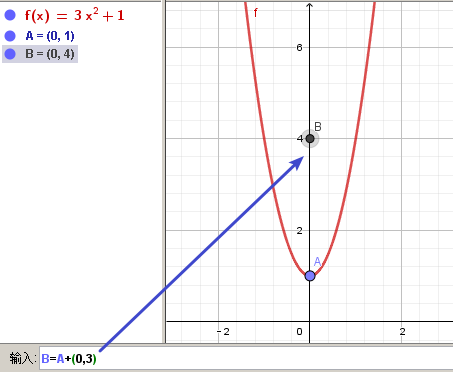 f(x) = 3 x² + 1
A = (0, 1)
B = (0, 4)
f
6
B
4
2
A
-2
0
2
输入: B=A+(0,3)